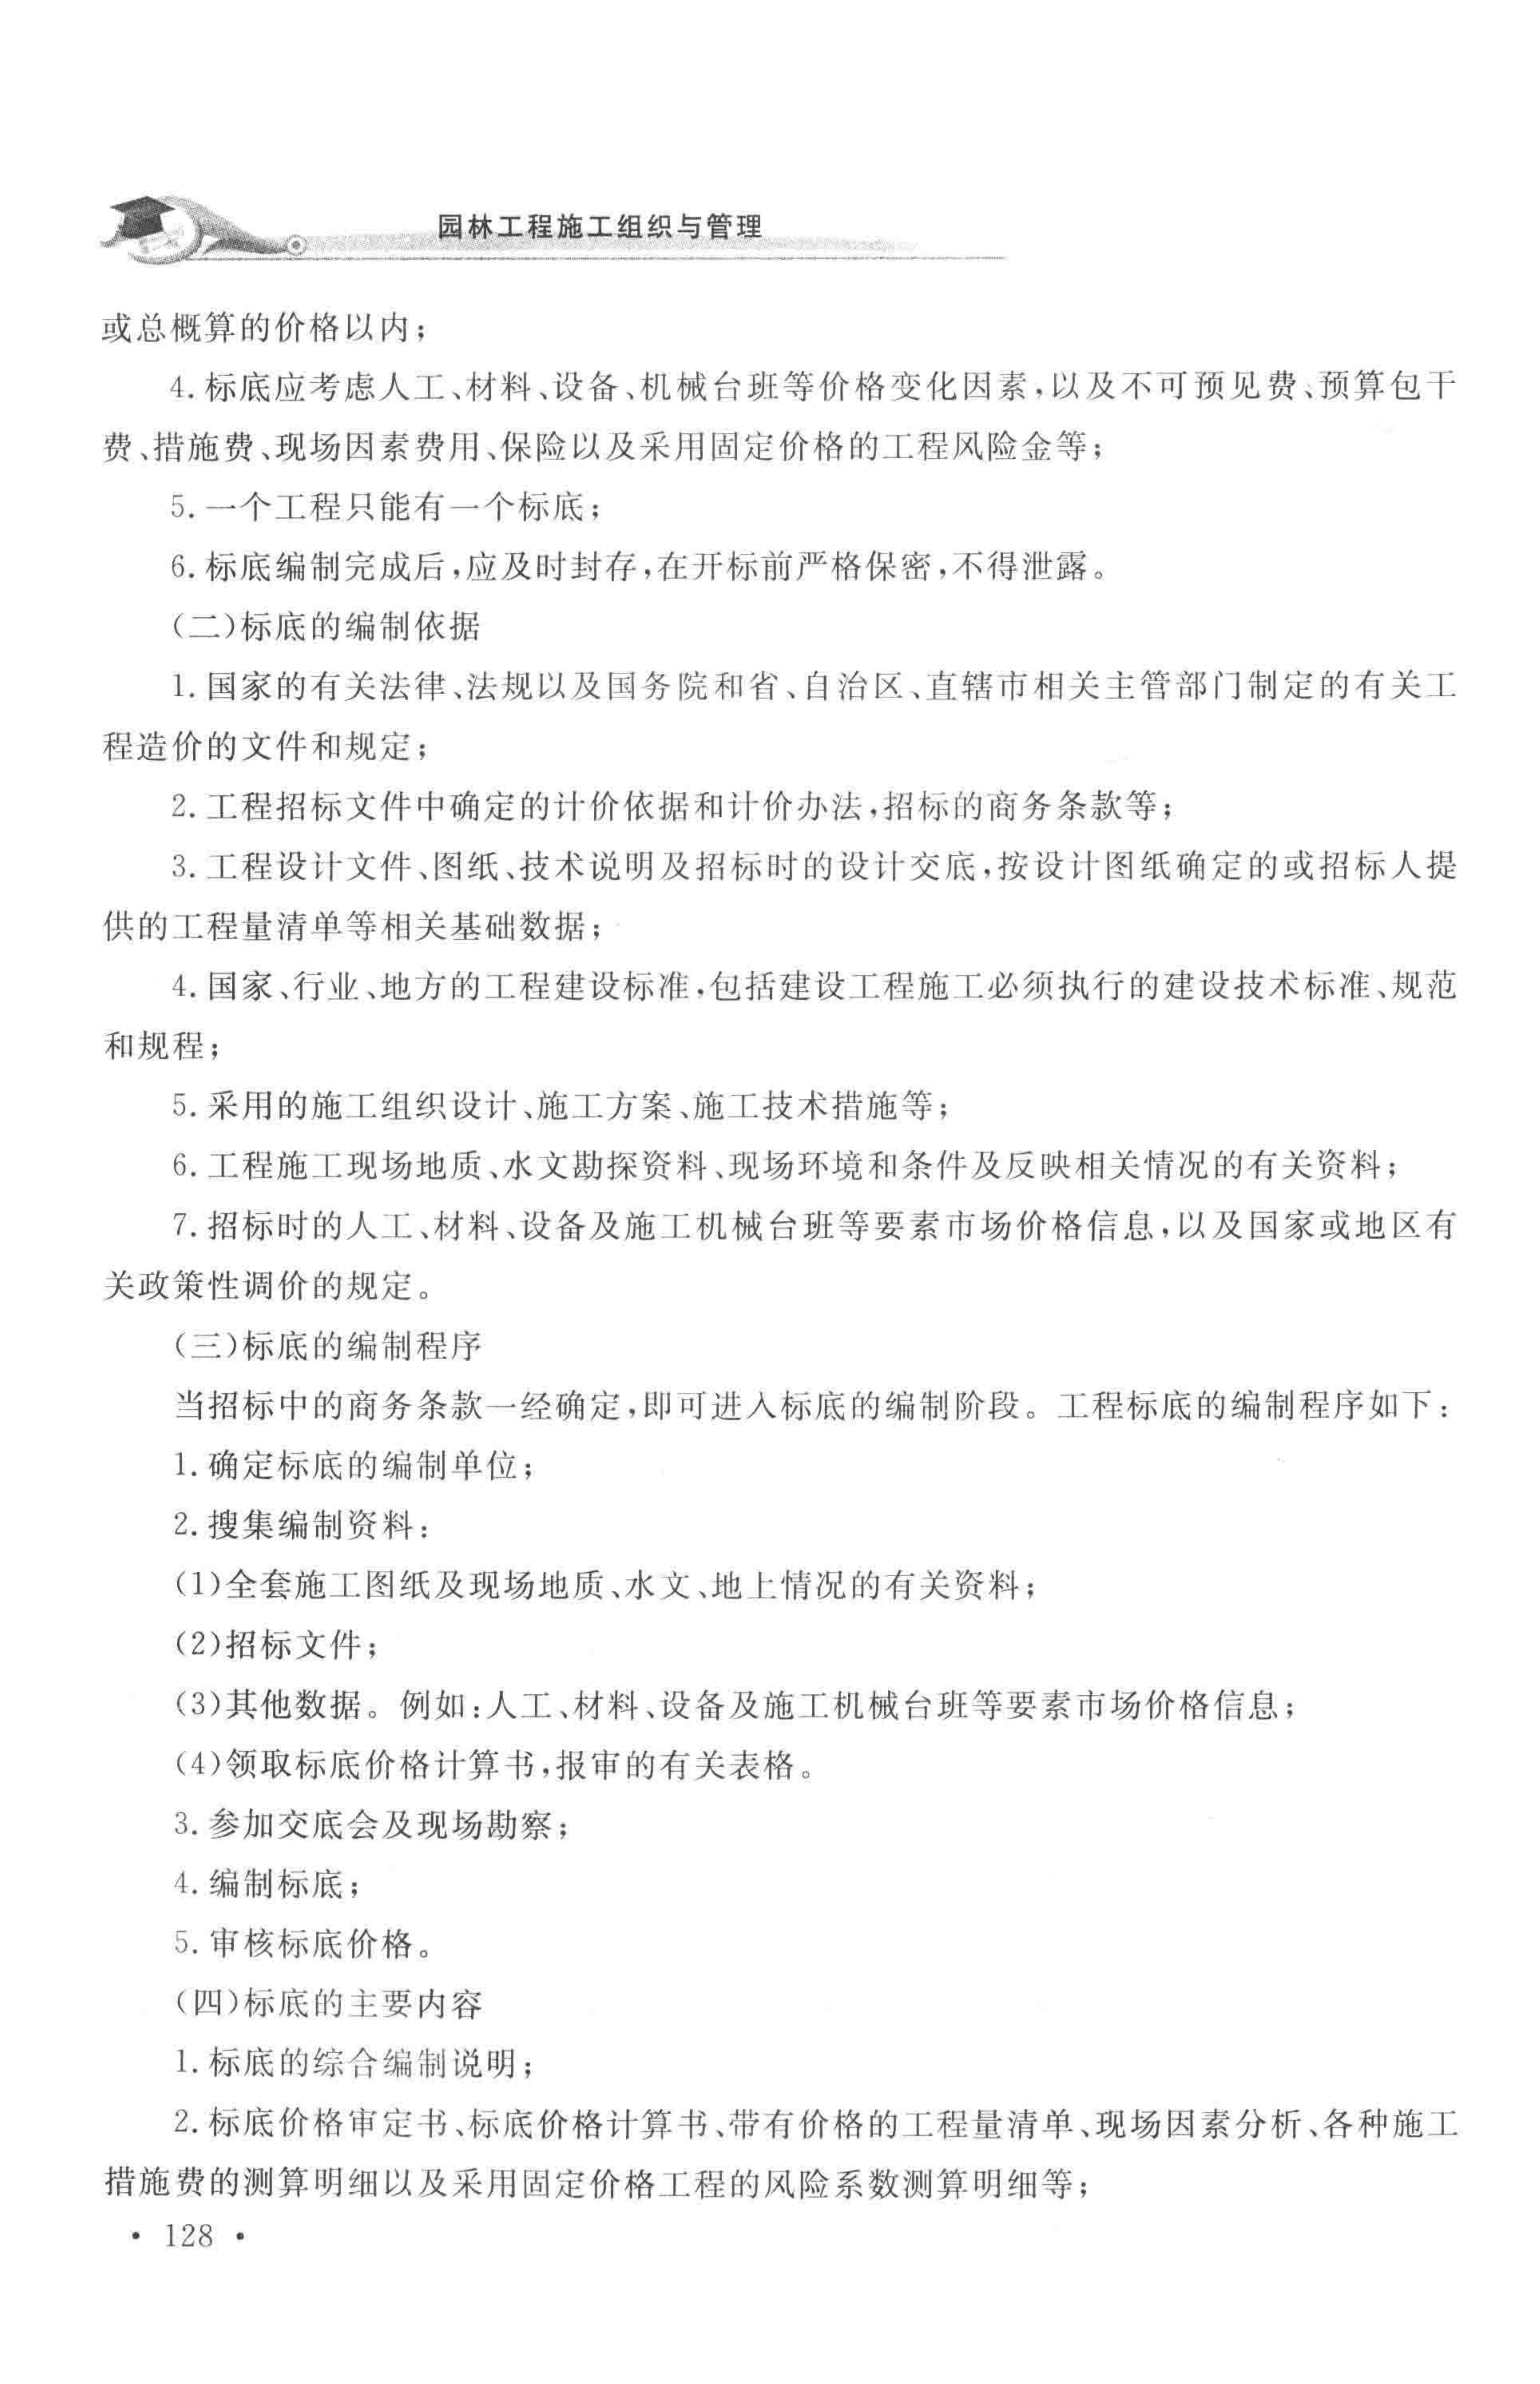 园林工程施工组织与管理
或总概算的价格以内；
4. 标底应考虑人工、材料、设备、机械台班等价格变化因素，以及不可预见费、预算包干
费、措施费、现场因素费用、保险以及采用固定价格的工程风险金等；
5. 一个工程只能有一个标底；
6. 标底编制完成后，应及时封存，在开标前严格保密，不得泄露。
（二）标底的编制依据
1. 国家的有关法律、法规以及国务院和省、自治区、直辖市相关主管部门制定的有关工
程造价的文件和规定；
2. 工程招标文件中确定的计价依据和计价办法，招标的商务条款等；
3. 工程设计文件、图纸、技术说明及招标时的设计交底，按设计图纸确定的或招标人提
供的工程量清单等相关基础数据；
4. 国家、行业、地方的工程建设标准，包括建设工程施工必须执行的建设技术标准、规范
和规程；
5. 采用的施工组织设计、施工方案、施工技术措施等；
6. 工程施工现场地质、水文勘探资料、现场环境和条件及反映相关情况的有关资料；
7. 招标时的人工、材料、设备及施工机械台班等要素市场价格信息，以及国家或地区有
关政策性调价的规定。
（三）标底的编制程序
当招标中的商务条款一经确定，即可进入标底的编制阶段。工程标底的编制程序如下：
1. 确定标底的编制单位；
2. 搜集编制资料：
（1）全套施工图纸及现场地质、水文、地上情况的有关资料；
（2）招标文件；
（3）其他数据。例如：人工、材料、设备及施工机械台班等要素市场价格信息；
（4）领取标底价格计算书，报审的有关表格。
3. 参加交底会及现场勘察；
4. 编制标底；
5. 审核标底价格。
（四）标底的主要内容
1. 标底的综合编制说明；
2. 标底价格审定书、标底价格计算书、带有价格的工程量清单、现场因素分析、各种施工
措施费的测算明细以及采用固定价格工程的风险系数测算明细等；
• 128 •